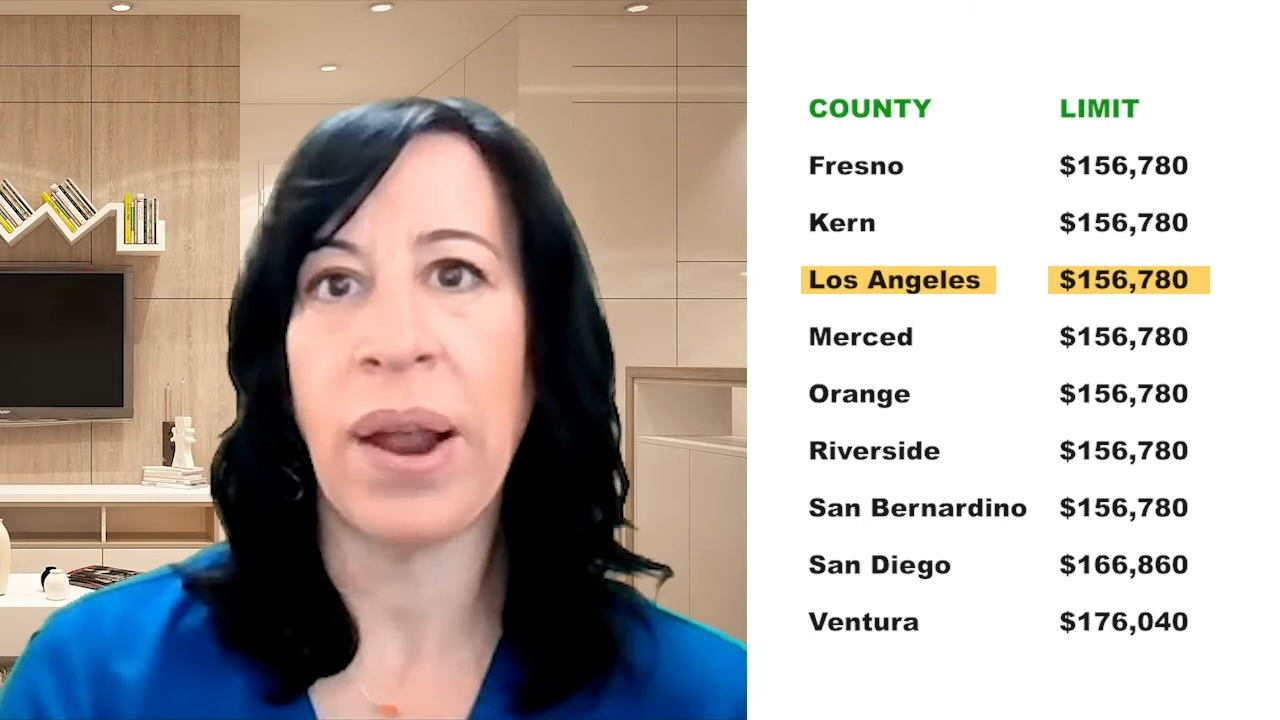 COUNTY LIMIT
Fresno $156,780
Kern $156,780
Los Angeles $156,780
Merced $156,780
Orange $156,780
Riverside $156,780
San Bernardino $156,780
San Diego $166,860
Ventura $176,040